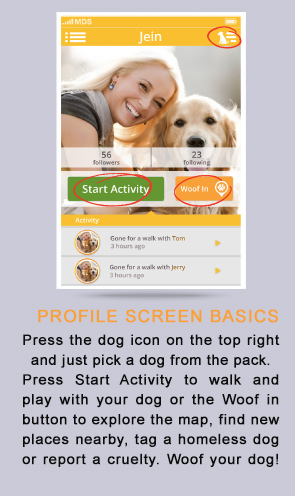 MDS
Jein
56
followers
23
following
Start Activity
Woof In
Activity
Gone for a walk with Tom
3 hours ago
Gone for a walk with Jerry
3 hours ago
PROFILE SCREEN BASICS
Press the dog icon on the top right
and just pick a dog from the pack.
Press Start Activity to walk and
play with your dog or the Woof in
button to explore the map, find new
places nearby, tag a homeless dog
or report a cruelty. Woof your dog!